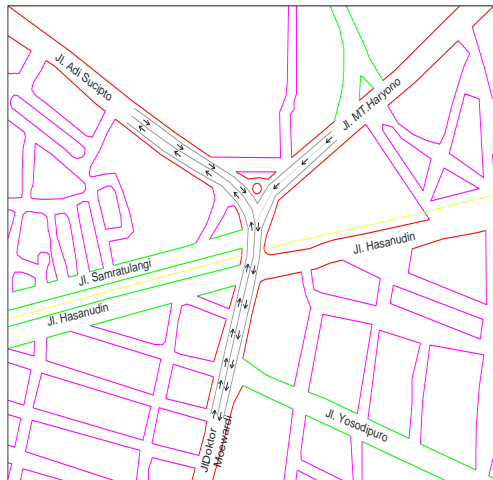 Jl. Adi Sucipto
Jl. MT.Haryono
Jl. Hasanudin
Jl. Samratulangi
Jl. Hasanudin
Jl. Yosodipuro
JlDoktor
Moewardi